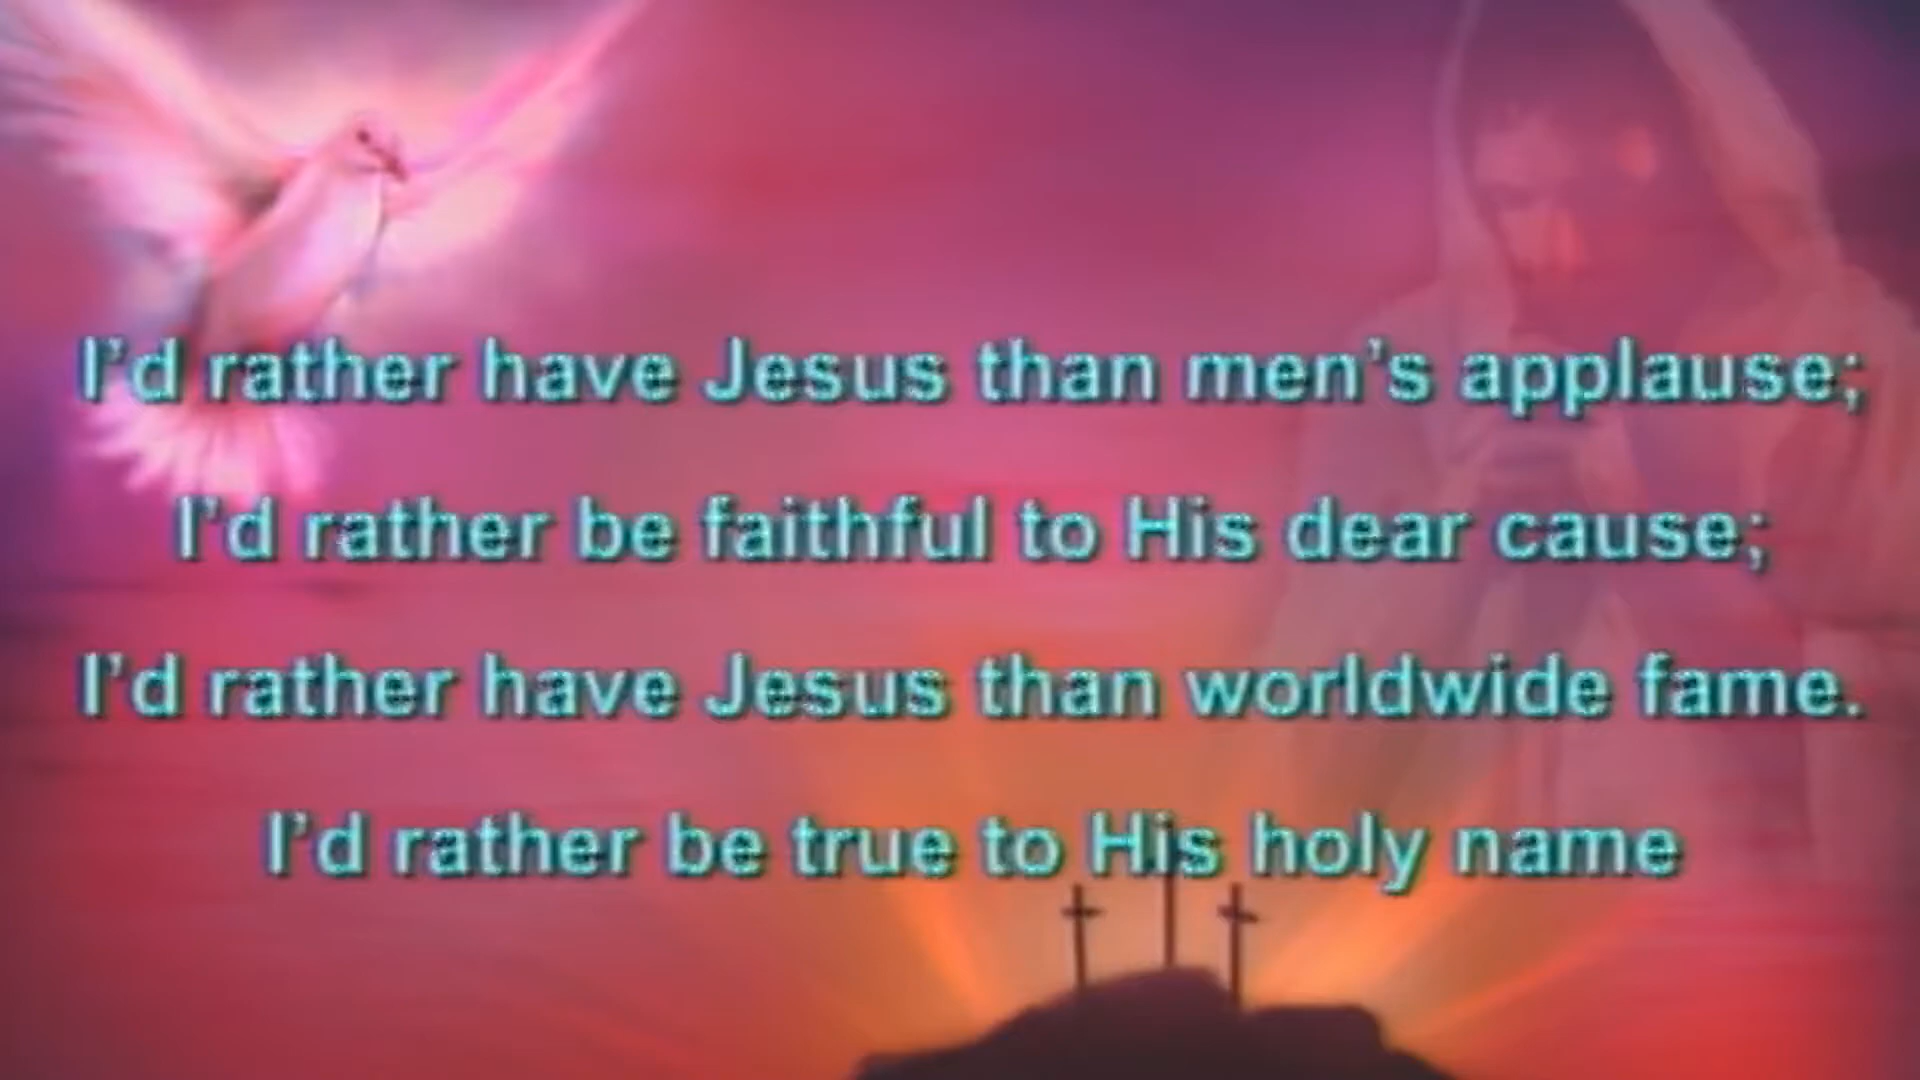 I’d rather have Jesus than men’s applause;
I’d rather be faithful to His dear cause;
I’d rather have Jesus than worldwide fame.
I’d rather be true to His holy name